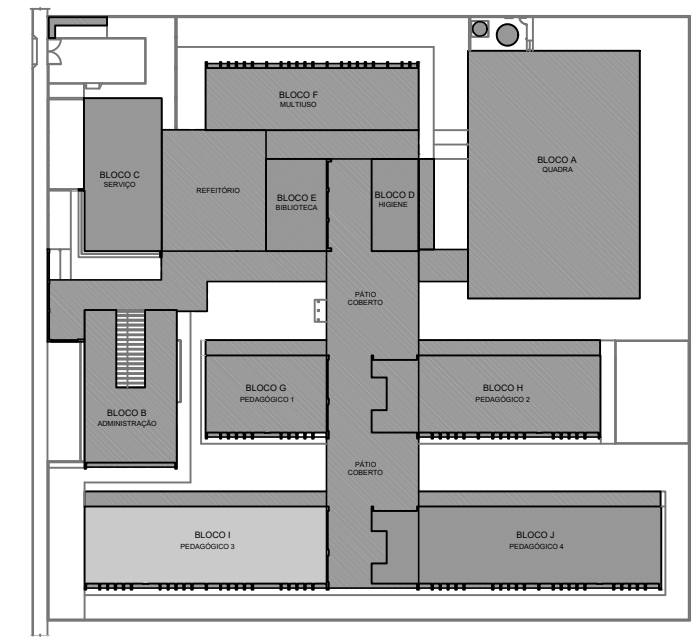 BLOCO F
MULTIUSO
BLOCO A
QUADRA
BLOCO C
SERVIÇO
REFEITÓRIO
BLOCO E
BIBLIOTECA
BLOCO D
HIGIENE
PÁTIO
COBERTO
BLOCO G
PEDAGÓGICO 1
BLOCO H
PEDAGÓGICO 2
BLOCO B
ADMINISTRAÇÃO
PÁTIO
COBERTO
BLOCO I
PEDAGÓGICO 3
BLOCO J
PEDAGÓGICO 4